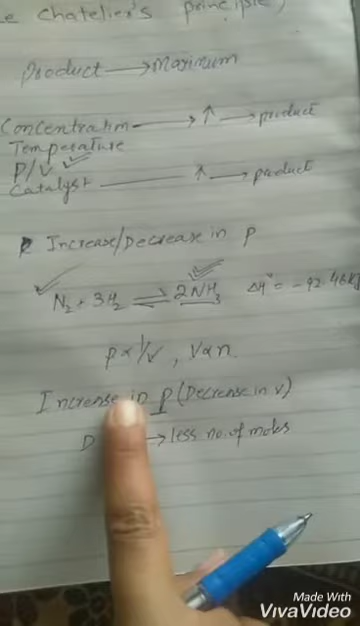 e Chatelier's principle,
Product → Maximum
Concentration → ↑ → product
Temperature
P/V ✓
Catalyst ↑ → product
Increase/Decrease in P
N₂ + 3H₂ ⇌ 2NH₃ ΔH° = -92.46KJ
P ∝ 1/V, V ∝ n
Increase in P (Decrease in V)
D → less no. of moles
Made With
VivaVideo